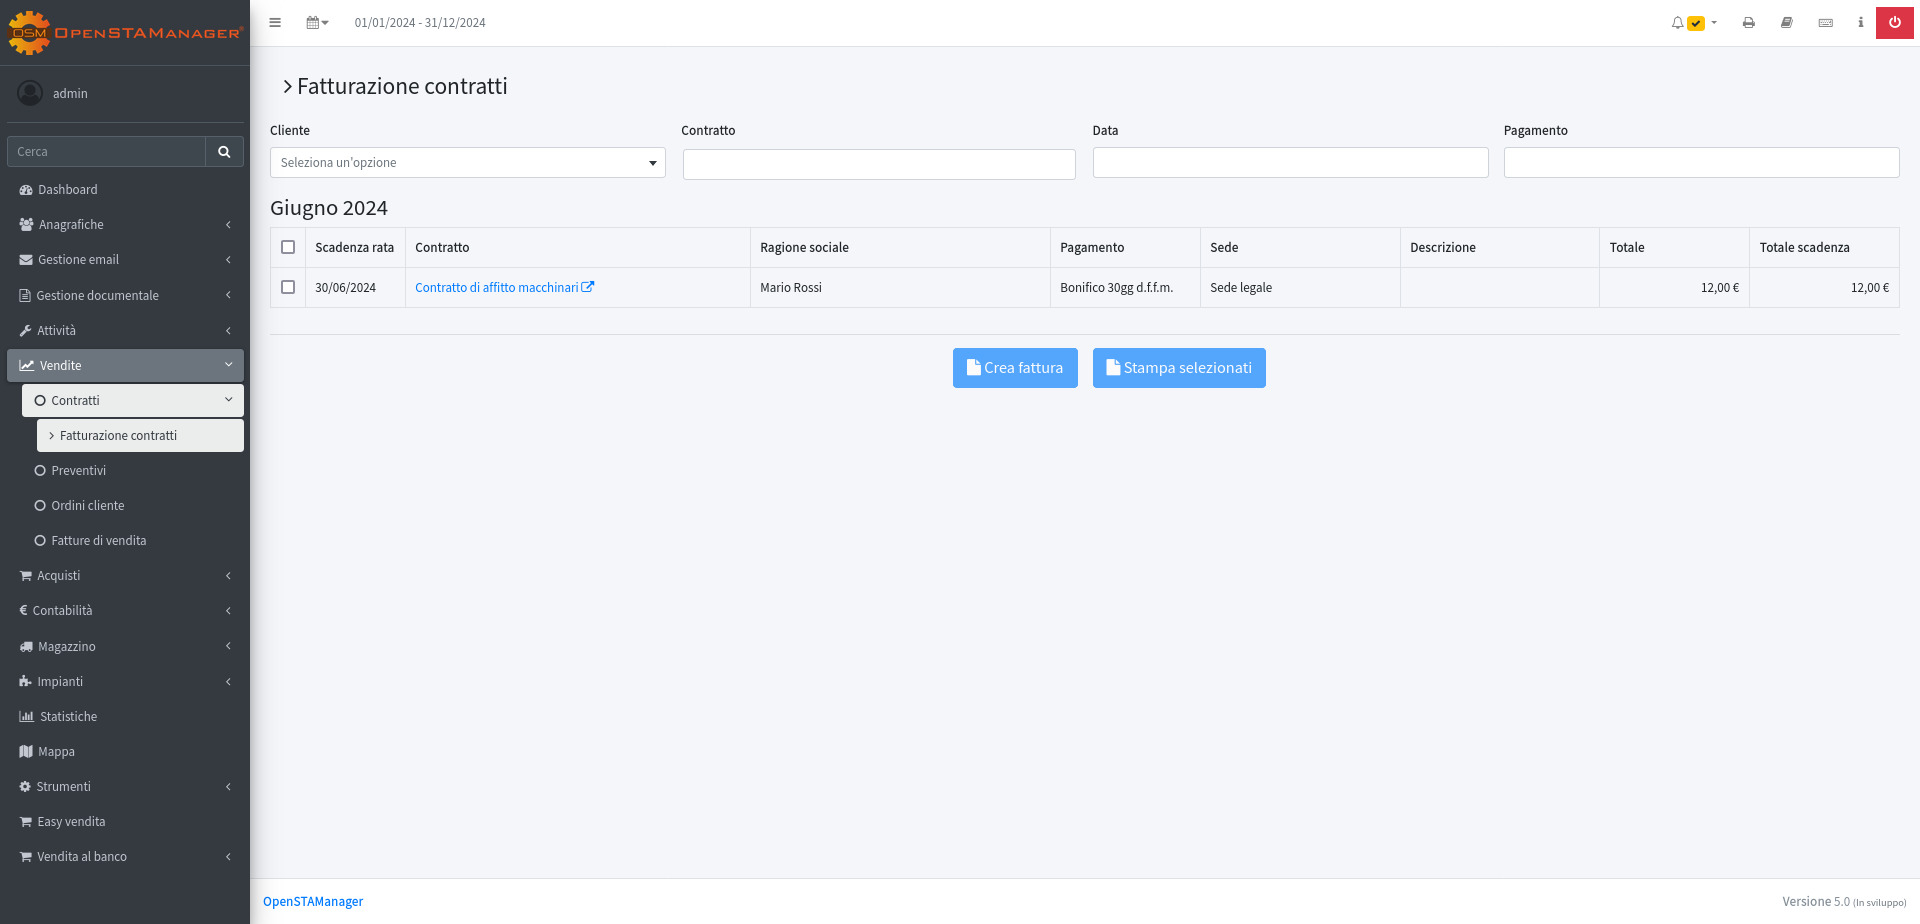 OSM OpenSTAManager®
01/01/2024 - 31/12/2024
admin
Cerca
Dashboard
Anagrafiche
Gestione email
Gestione documentale
Attività
Vendite
Contratti
Fatturazione contratti
Preventivi
Ordini cliente
Fatture di vendita
Acquisti
Contabilità
Magazzino
Impianti
Statistiche
Mappa
Strumenti
Easy vendita
Vendita al banco
Fatturazione contratti
Cliente Contratto Data Pagamento
Seleziona un'opzione
Giugno 2024
Scadenza rata Contratto Ragione sociale Pagamento Sede Descrizione Totale Totale scadenza
30/06/2024 Contratto di affitto macchinari Mario Rossi Bonifico 30gg d.f.f.m. Sede legale 12,00 € 12,00 €
Crea fattura Stampa selezionati
OpenSTAManager Versione 5.0 (In sviluppo)